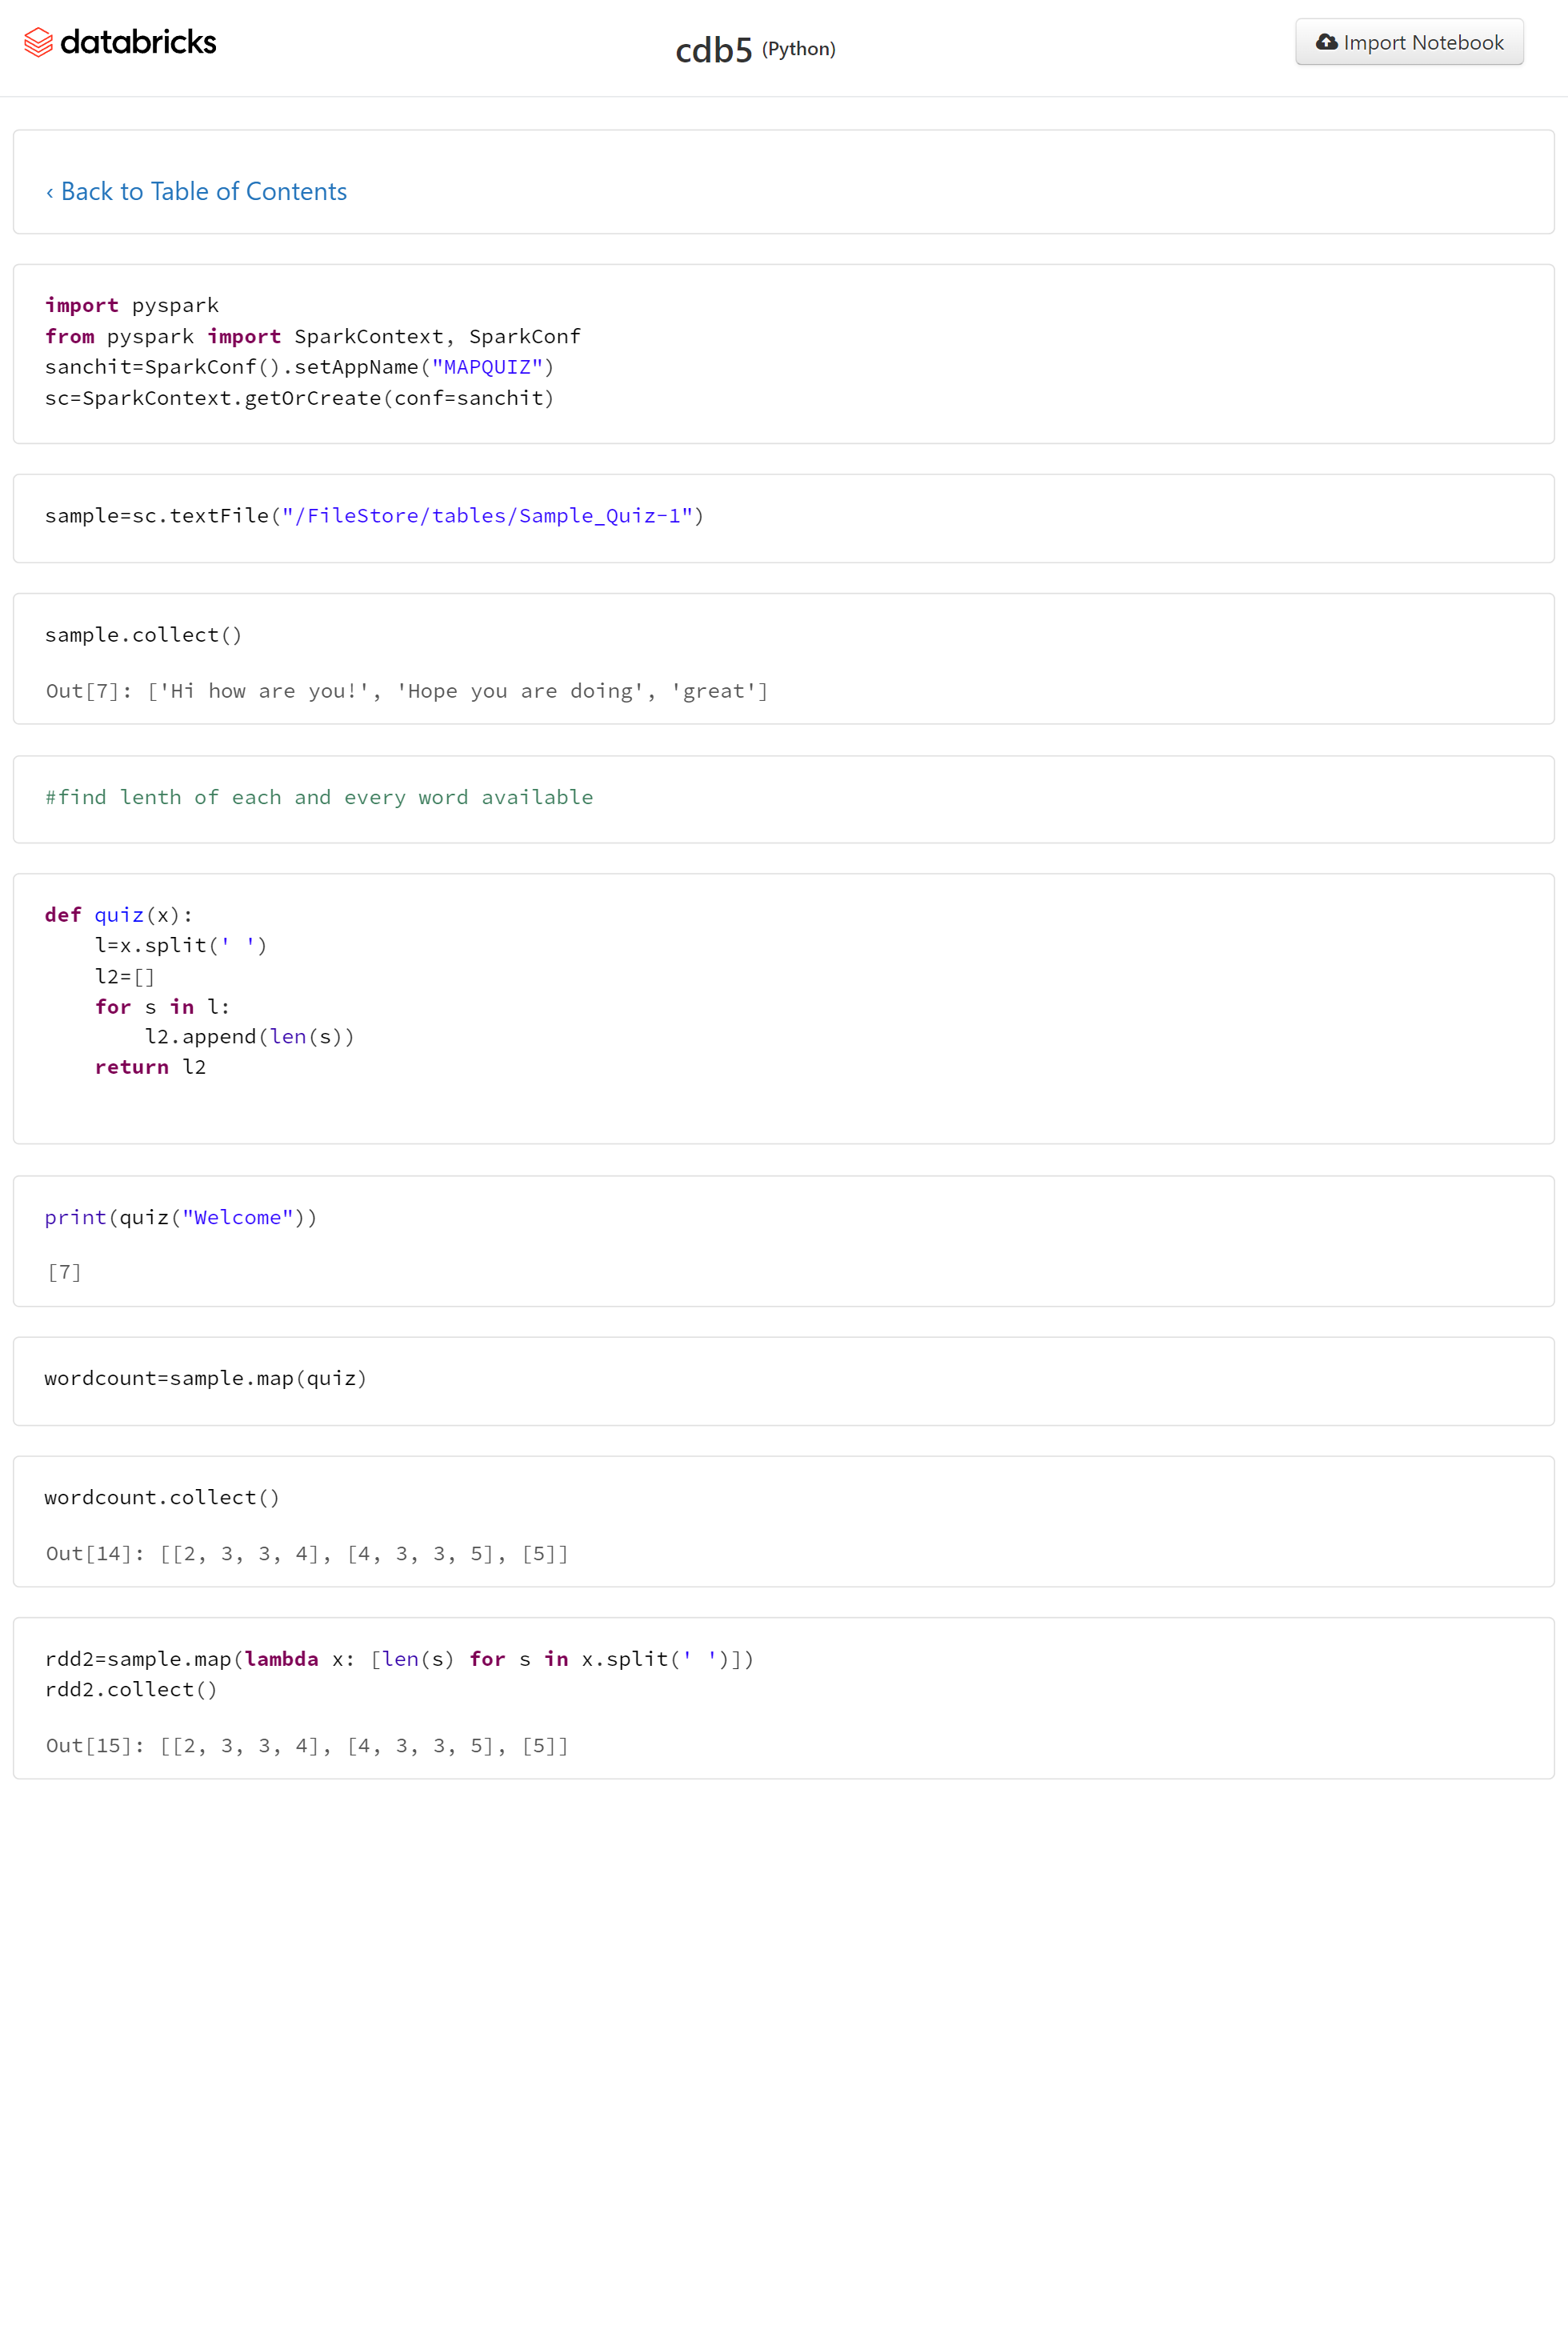 databricks
cdb5 (Python)
Import Notebook
‹ Back to Table of Contents
import pyspark
from pyspark import SparkContext, SparkConf
sanchit=SparkConf().setAppName("MAPQUIZ")
sc=SparkContext.getOrCreate(conf=sanchit)
sample=sc.textFile("/FileStore/tables/Sample_Quiz-1")
sample.collect()
Out[7]: ['Hi how are you!', 'Hope you are doing', 'great']
#find lenth of each and every word available
def quiz(x):
    l=x.split(' ')
    l2=[]
    for s in l:
        l2.append(len(s))
    return l2
print(quiz("Welcome"))
[7]
wordcount=sample.map(quiz)
wordcount.collect()
Out[14]: [[2, 3, 3, 4], [4, 3, 3, 5], [5]]
rdd2=sample.map(lambda x: [len(s) for s in x.split(' ')])
rdd2.collect()
Out[15]: [[2, 3, 3, 4], [4, 3, 3, 5], [5]]